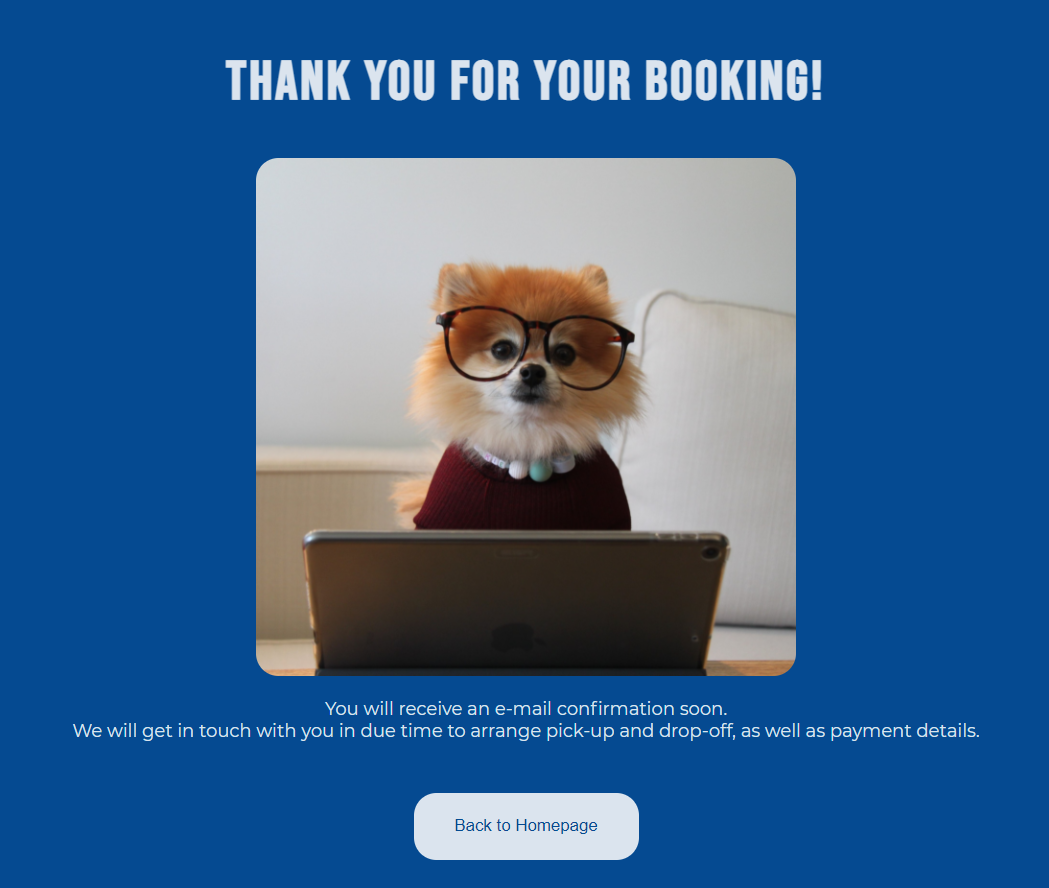 THANK YOU FOR YOUR BOOKING!
You will receive an e-mail confirmation soon.
We will get in touch with you in due time to arrange pick-up and drop-off, as well as payment details.
Back to Homepage